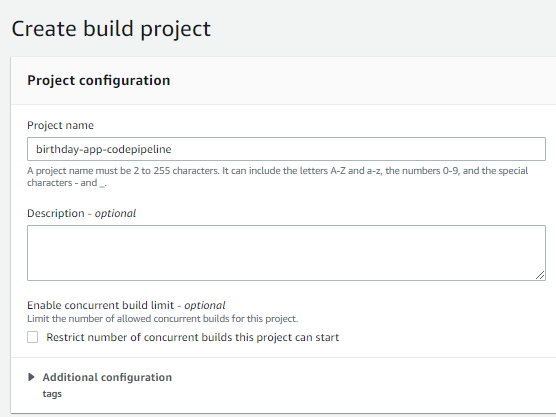 Create build project
Project configuration
Project name
birthday-app-codepipeline
A project name must be 2 to 255 characters. It can include the letters A-Z and a-z, the numbers 0-9, and the special
characters - and _.
Description - optional
Enable concurrent build limit - optional
Limit the number of allowed concurrent builds for this project.
Restrict number of concurrent builds this project can start
Additional configuration
tags